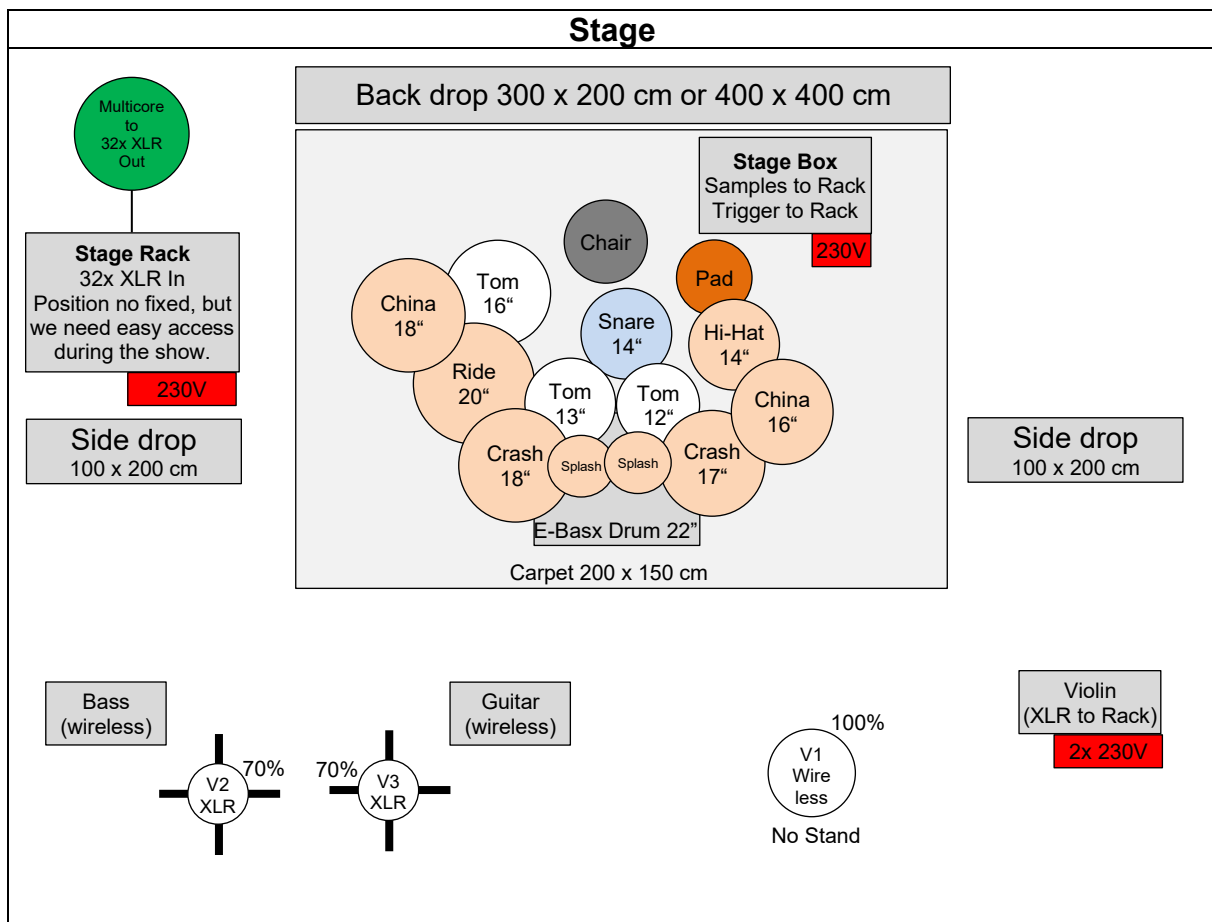 Stage
Back drop 300 x 200 cm or 400 x 400 cm
Multicore
to
32x XLR
Out
Stage Rack
32x XLR In
Position no fixed, but
we need easy access
during the show.
230V
Side drop
100 x 200 cm
Stage Box
Samples to Rack
Trigger to Rack
230V
Chair
Pad
China
18“
Tom
16“
Snare
14“
Hi-Hat
14“
Ride
20“
Tom
13“
Tom
12“
China
16“
Crash
18“
Splash
Splash
Crash
17“
E-Basx Drum 22”
Carpet 200 x 150 cm
Side drop
100 x 200 cm
Bass
(wireless)
V2
XLR
70%
70%
V3
XLR
Guitar
(wireless)
100%
V1
Wire
less
No Stand
Violin
(XLR to Rack)
2x 230V